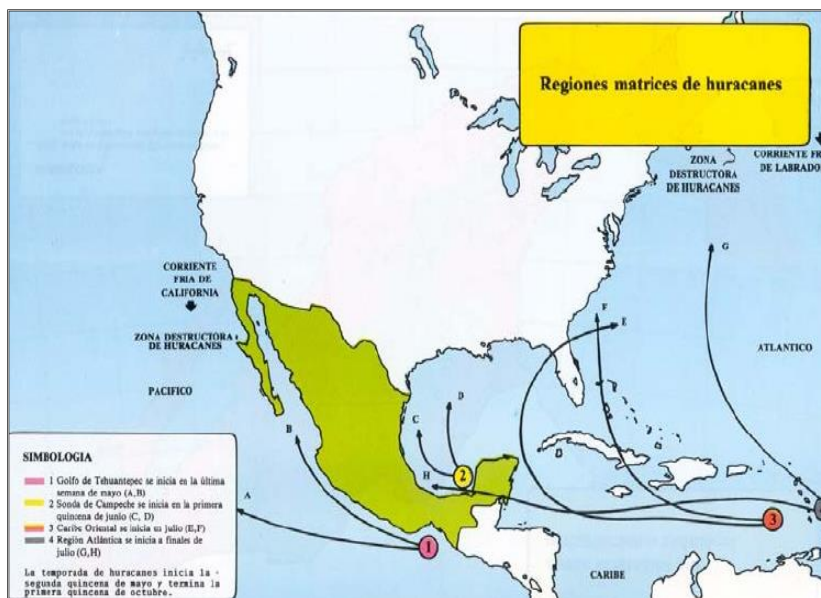 Regiones matrices de huracanes
ZONA
DESTRUCTORA
DE HURACANES
CORRIENTE FRI
DE LABRADO
G
CORRIENTE
FRIA DE
CALIFORNIA
F
E
ZONA DESTRUCTORA
DE HURACANES
ATLANTICO
PACIFICO
D
C
B
H
2
A
3
1
CARIBE
SIMBOLOGIA
1 Golfo de Tehuantepec se inicia en la última
semana de mayo (A,B)
2 Sonda de Campeche se inicia en la primera
quincena de junio (C, D)
3 Caribe Oriental se inicia en julio (E,F)
4 Región Atlántica se inicia a finales de
julio (G,H)
La temporada de huracanes inicia la -
segunda quincena de mayo y termina la
primera quincena de octubre.